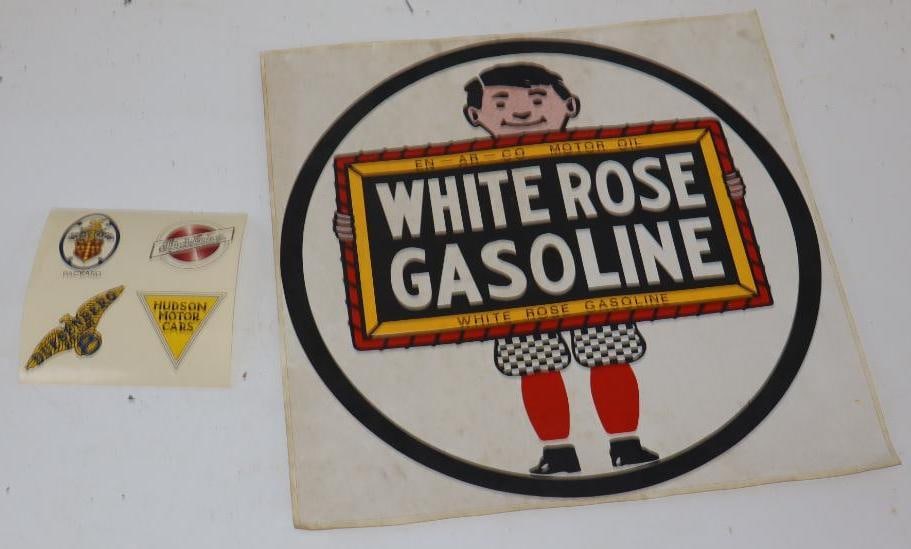 PACKARD
HUDSON
MOTOR
CARS
EN-AR-CO MOTOR OIL
WHITE ROSE
GASOLINE
WHITE ROSE GASOLINE